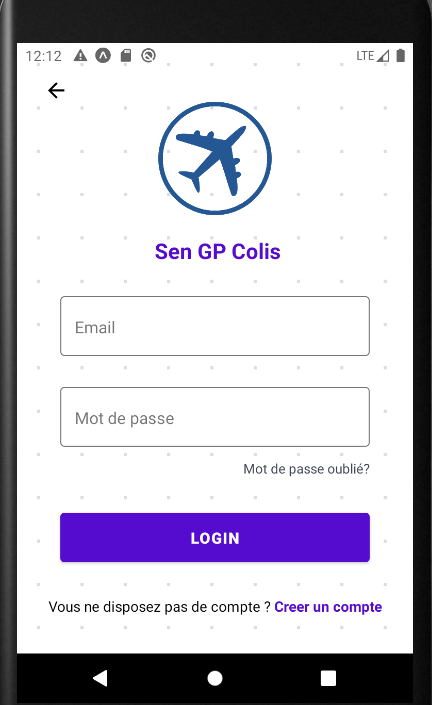 12:12 LTE
Sen GP Colis
Email
Mot de passe
Mot de passe oublié?
LOGIN
Vous ne disposez pas de compte ? Creer un compte